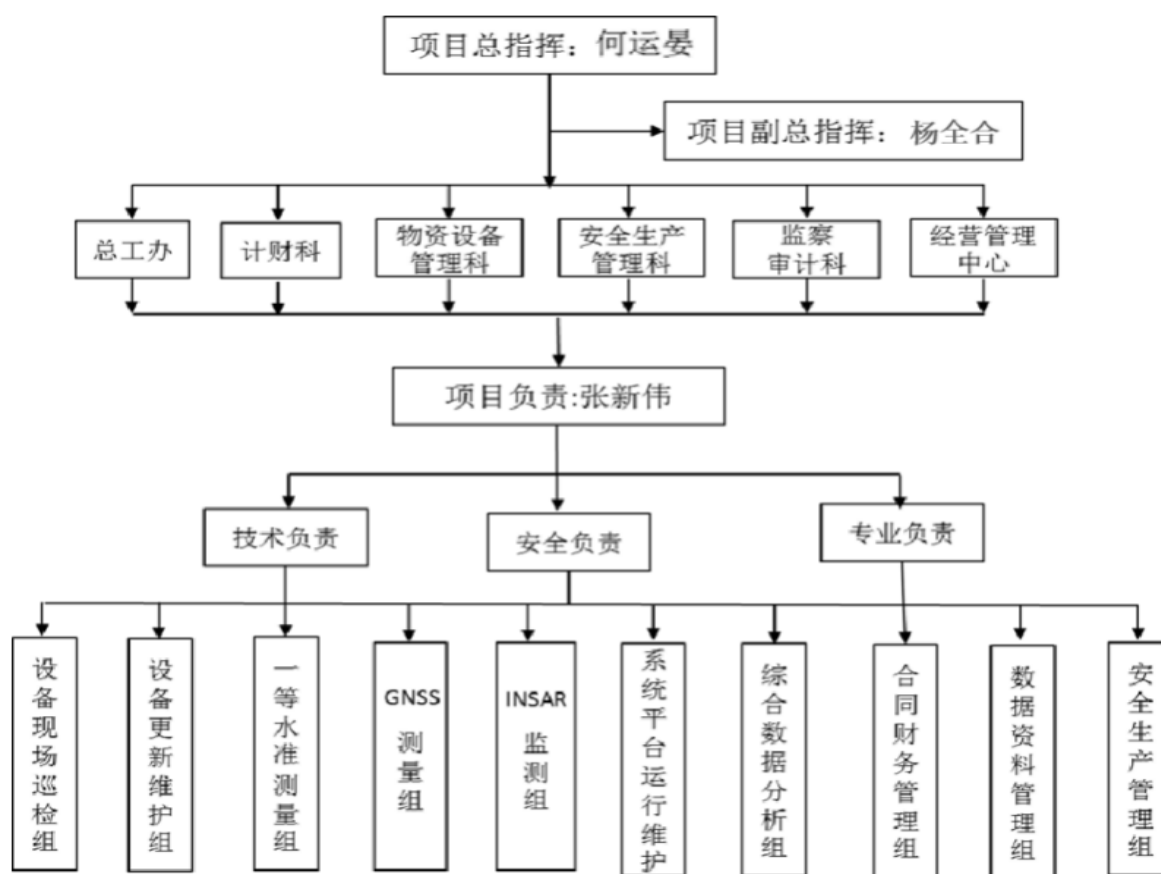 项目总指挥：何运晏
项目副总指挥：杨全合
总工办
计财科
物资设备
管理科
安全生产
管理科
监察
审计科
经营管理
中心
项目负责:张新伟
技术负责
安全负责
专业负责
设备现场巡检组
设备更新维护组
一等水准测量组
GNSS
测量组
INSAR
监测组
系统平台运行维护
综合数据分析组
合同财务管理组
数据资料管理组
安全生产管理组